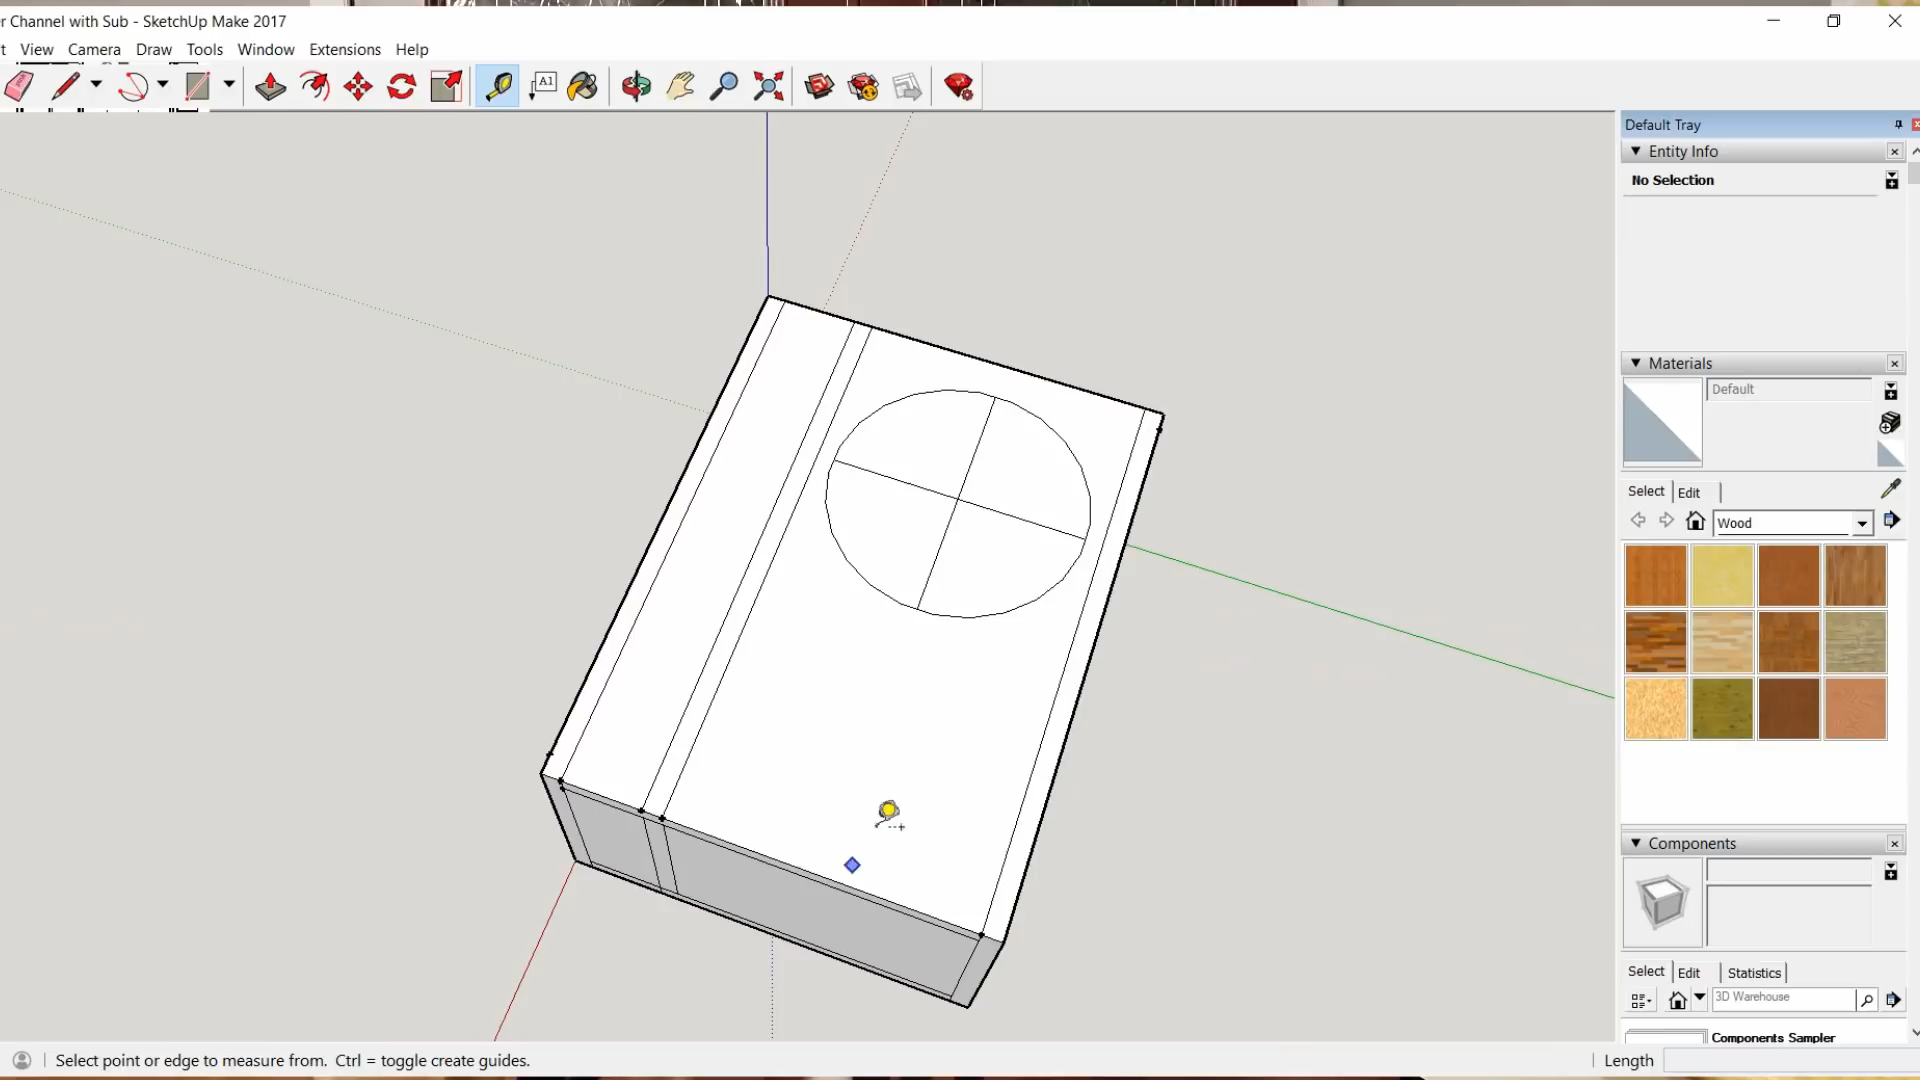 er Channel with Sub - SketchUp Make 2017
t View Camera Draw Tools Window Extensions Help
A1
Default Tray
Entity Info
No Selection
Materials
Default
Select Edit
Wood
Components
Select Edit Statistics
3D Warehouse
Components Sampler
Select point or edge to measure from. Ctrl = toggle create guides.
Length